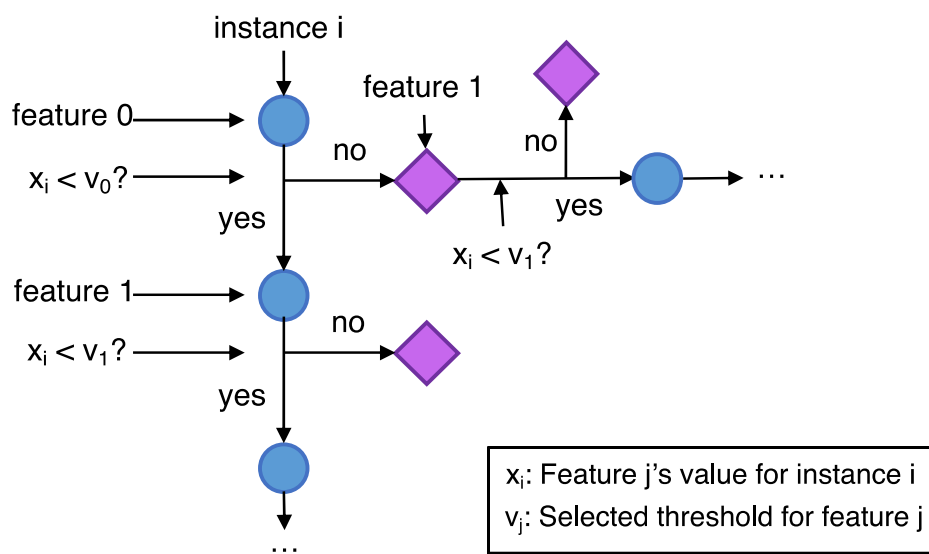 instance i
feature 0
feature 1
no
no
xᵢ < v₀?
...
yes
yes
xᵢ < v₁?
feature 1
no
xᵢ < v₁?
yes
xᵢ: Feature j's value for instance i
vⱼ: Selected threshold for feature j
...